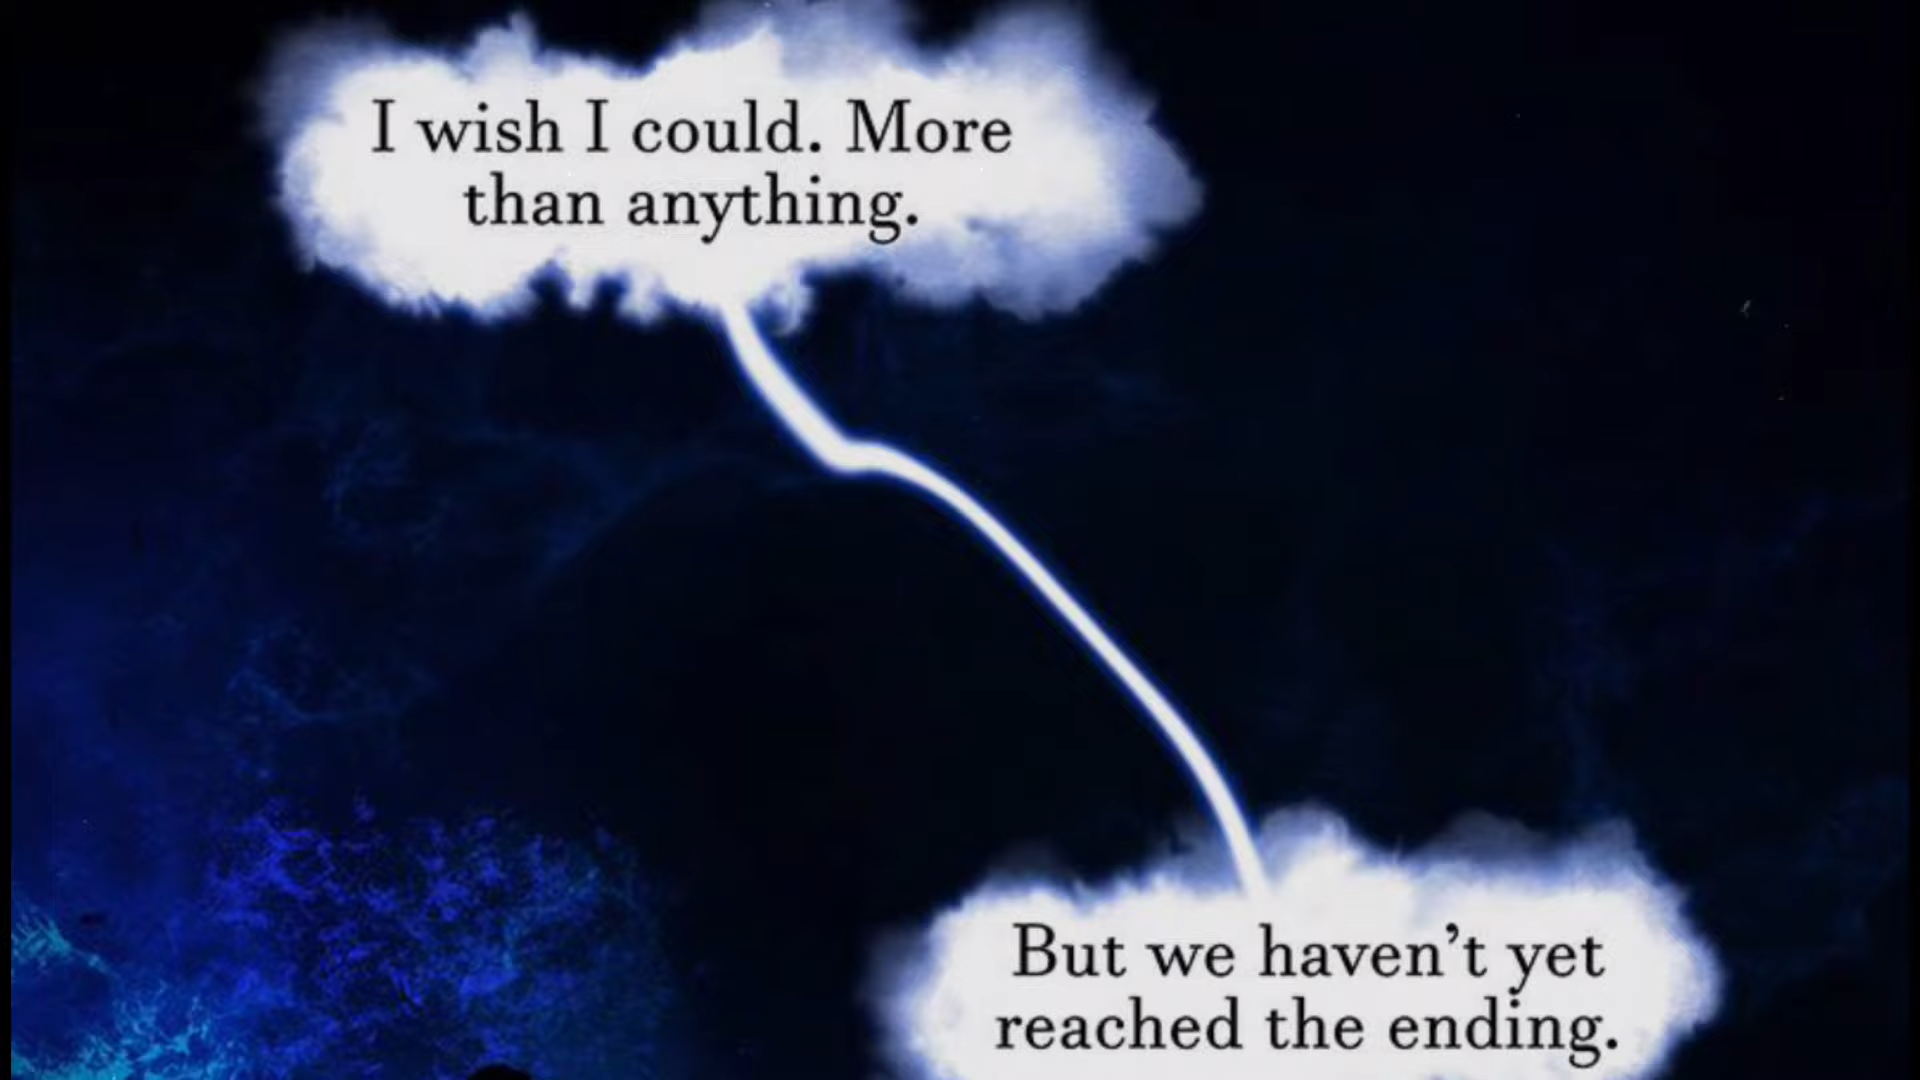 I wish I could. More
than anything.
But we haven’t yet
reached the ending.